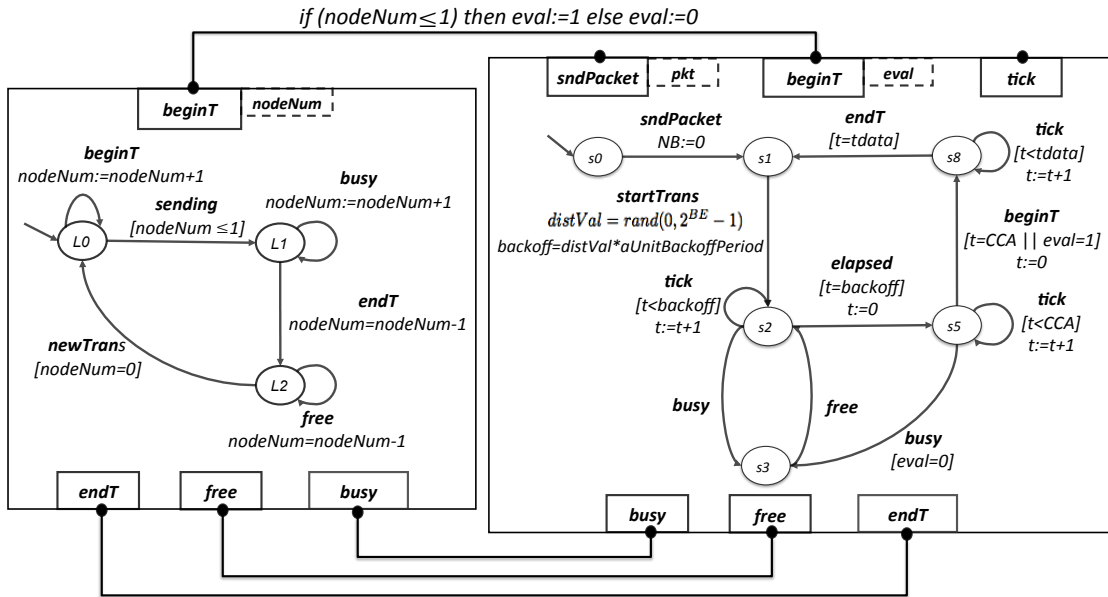 if (nodeNum≤1) then eval:=1 else eval:=0
beginT
nodeNum
beginT
nodeNum:=nodeNum+1
sending
[nodeNum ≤1]
busy
nodeNum:=nodeNum+1
L0
L1
endT
nodeNum=nodeNum-1
newTrans
[nodeNum=0]
L2
free
nodeNum=nodeNum-1
endT
free
busy
sndPacket
pkt
beginT
eval
tick
sndPacket
NB:=0
endT
[t=tdata]
tick
[t<tdata]
t:=t+1
s0
s1
s8
startTrans
distVal = rand(0, 2^{BE} − 1)
backoff=distVal*aUnitBackoffPeriod
beginT
[t=CCA || eval=1]
t:=0
tick
[t<backoff]
t:=t+1
elapsed
[t=backoff]
t:=0
tick
[t<CCA]
t:=t+1
s2
s5
busy
free
busy
[eval=0]
s3
busy
free
endT